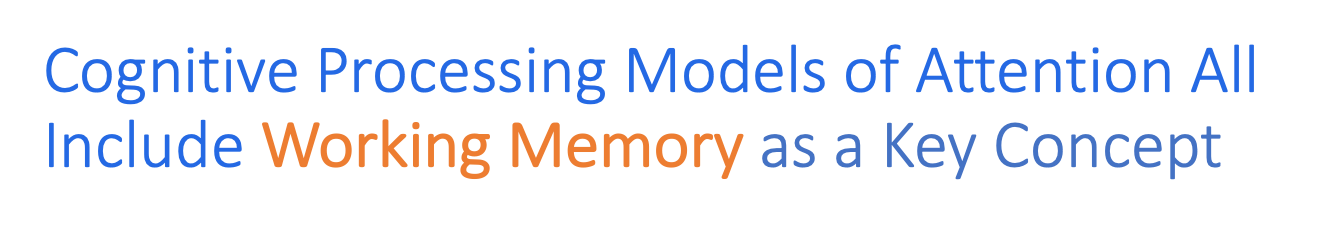 Cognitive Processing Models of Attention All
Include Working Memory as a Key Concept